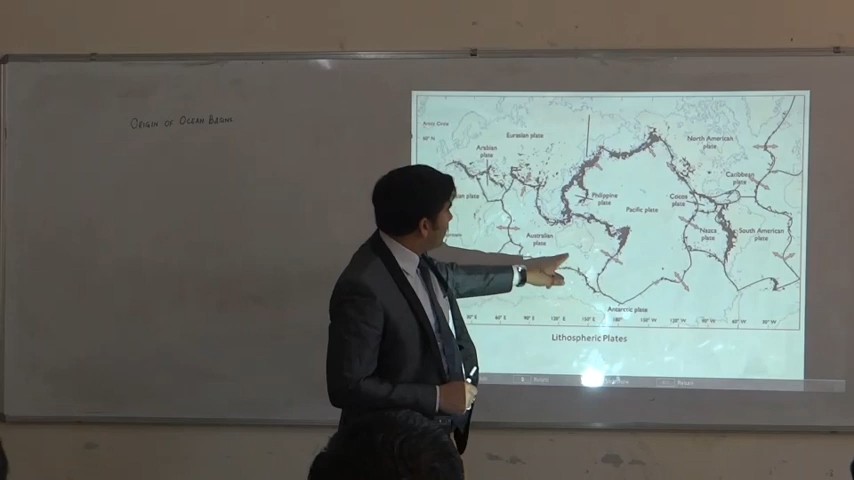 ORIGIN OF OCEAN BASINS
Arctic Circle
Eurasian plate
North American
plate
Arabian
plate
Caribbean
plate
Philippine
plate
Cocos
plate
Pacific plate
Australian
plate
Nazca
plate
South American
plate
Antarctic plate
Lithospheric Plates
Return